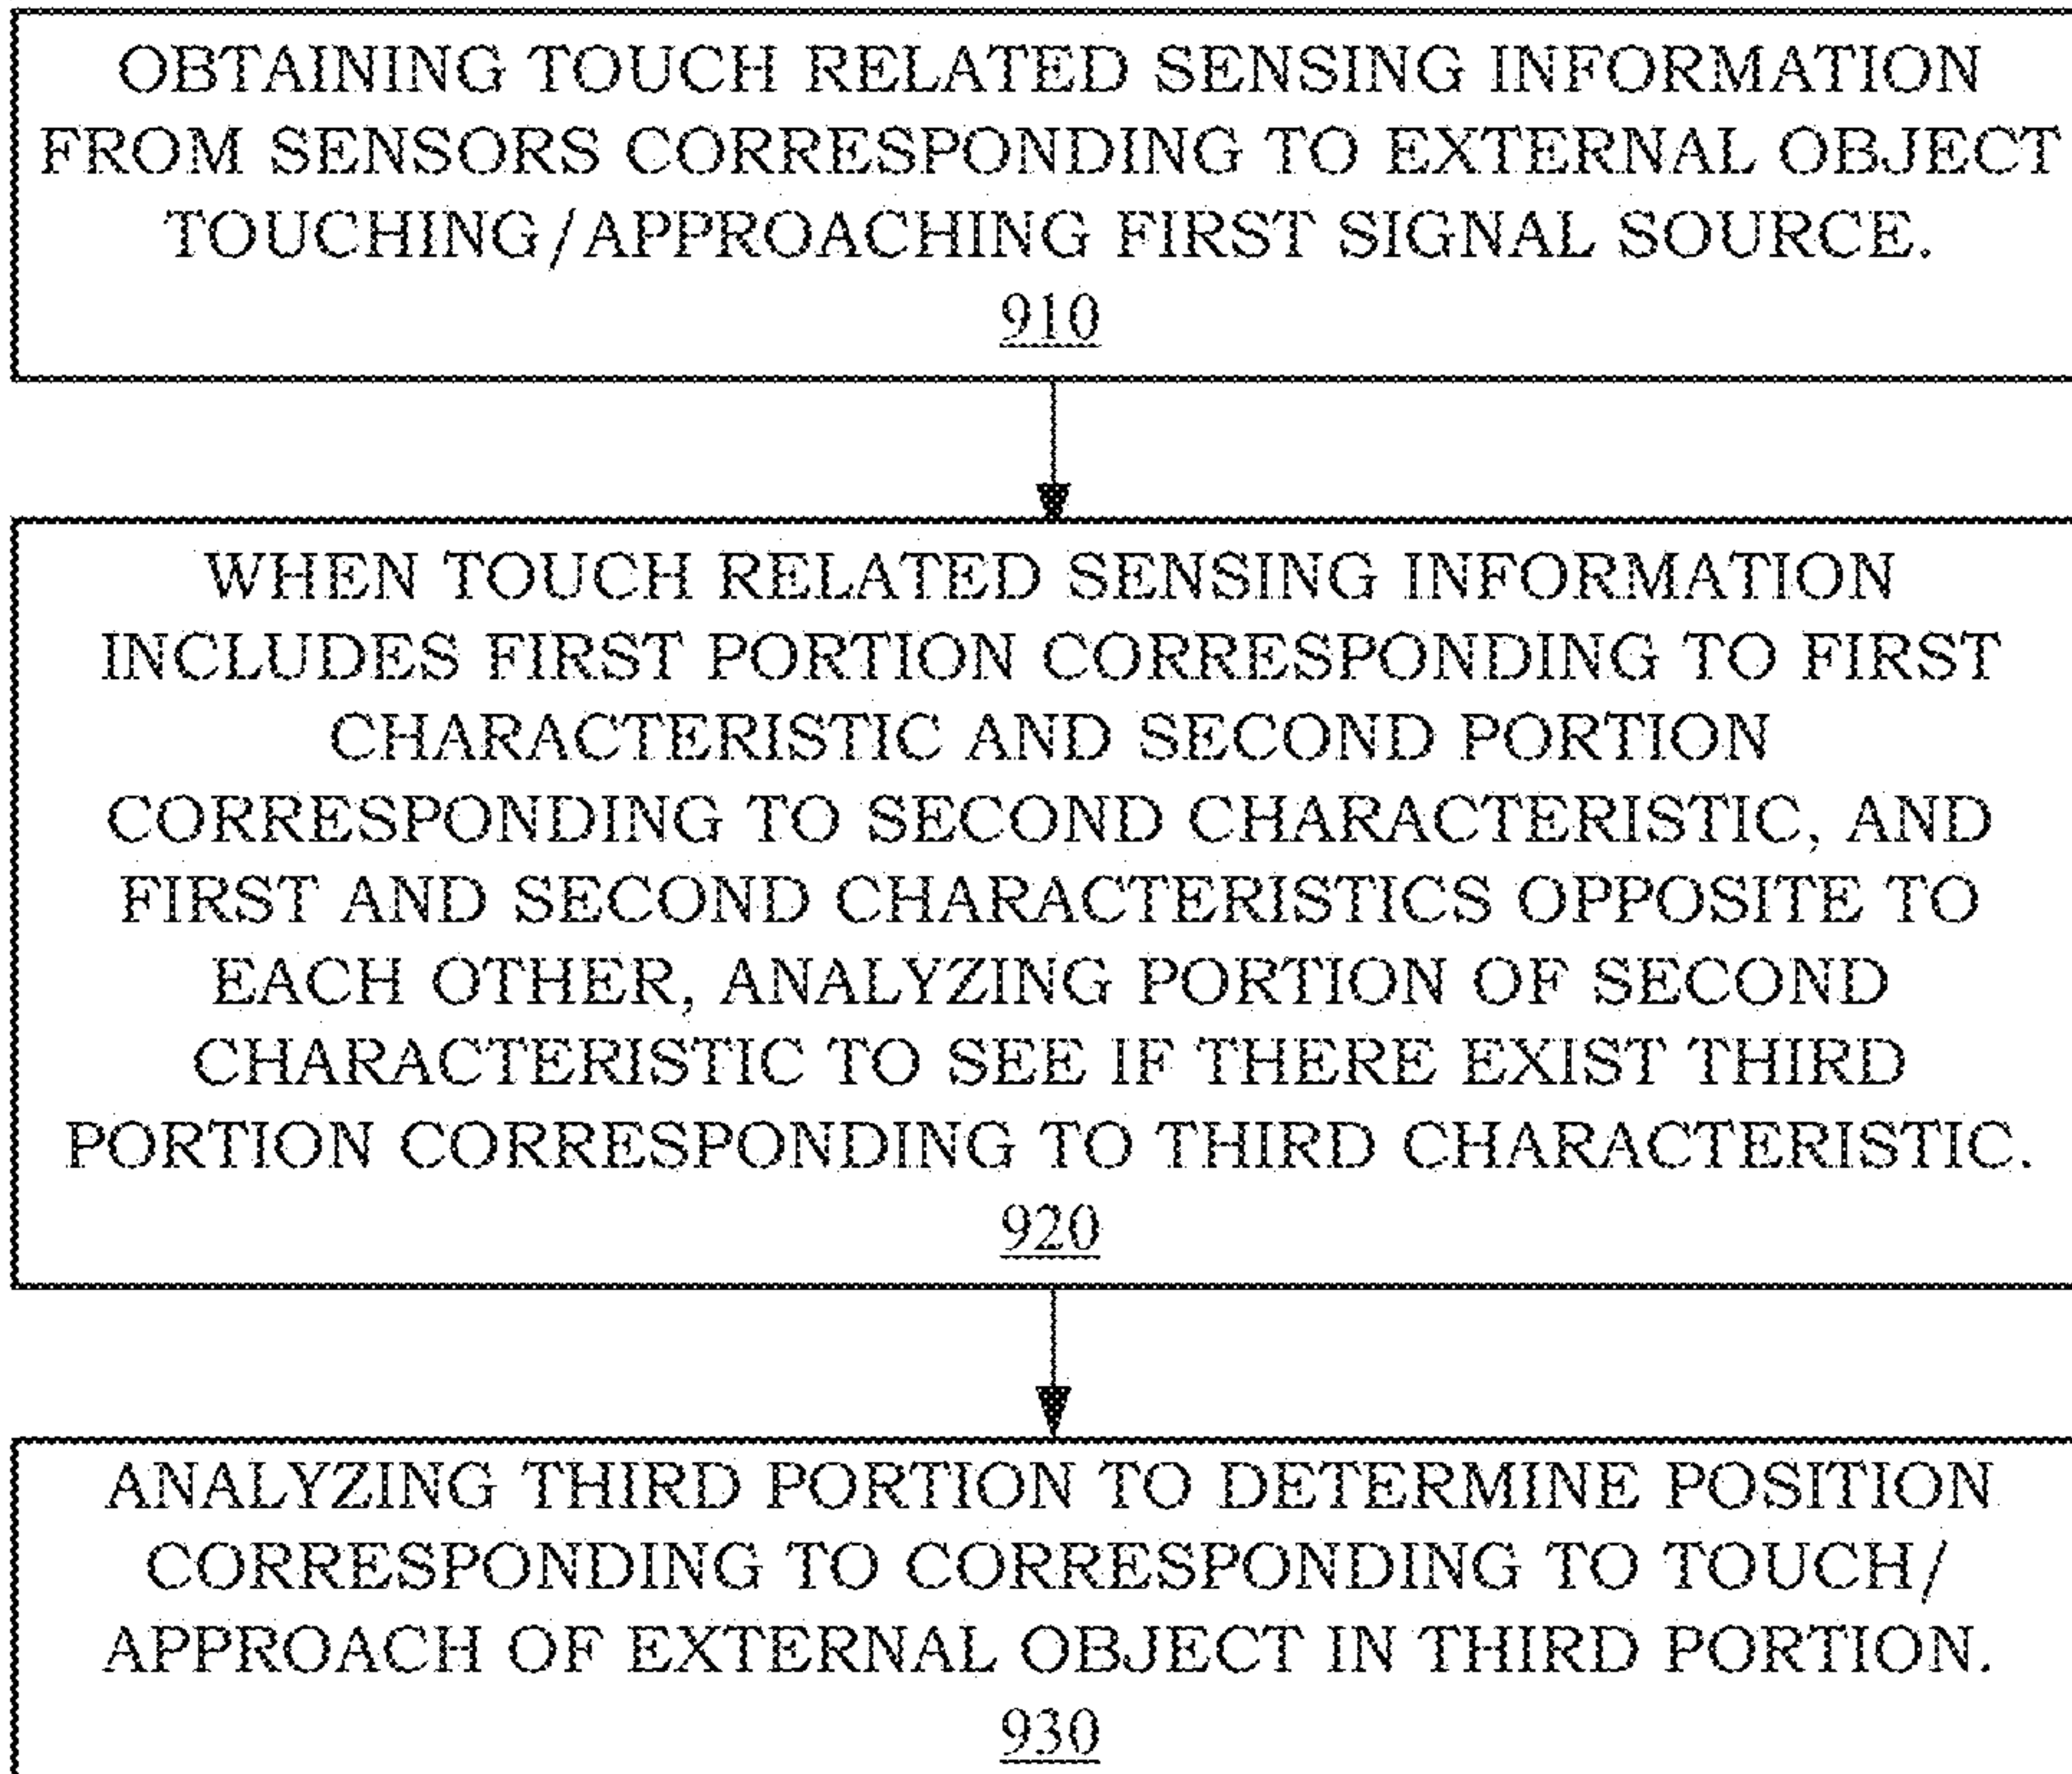 OBTAINING TOUCH RELATED SENSING INFORMATION
FROM SENSORS CORRESPONDING TO EXTERNAL OBJECT
TOUCHING/APPROACHING FIRST SIGNAL SOURCE.
910
WHEN TOUCH RELATED SENSING INFORMATION
INCLUDES FIRST PORTION CORRESPONDING TO FIRST
CHARACTERISTIC AND SECOND PORTION
CORRESPONDING TO SECOND CHARACTERISTIC, AND
FIRST AND SECOND CHARACTERISTICS OPPOSITE TO
EACH OTHER, ANALYZING PORTION OF SECOND
CHARACTERISTIC TO SEE IF THERE EXIST THIRD
PORTION CORRESPONDING TO THIRD CHARACTERISTIC.
920
ANALYZING THIRD PORTION TO DETERMINE POSITION
CORRESPONDING TO CORRESPONDING TO TOUCH/
APPROACH OF EXTERNAL OBJECT IN THIRD PORTION.
930